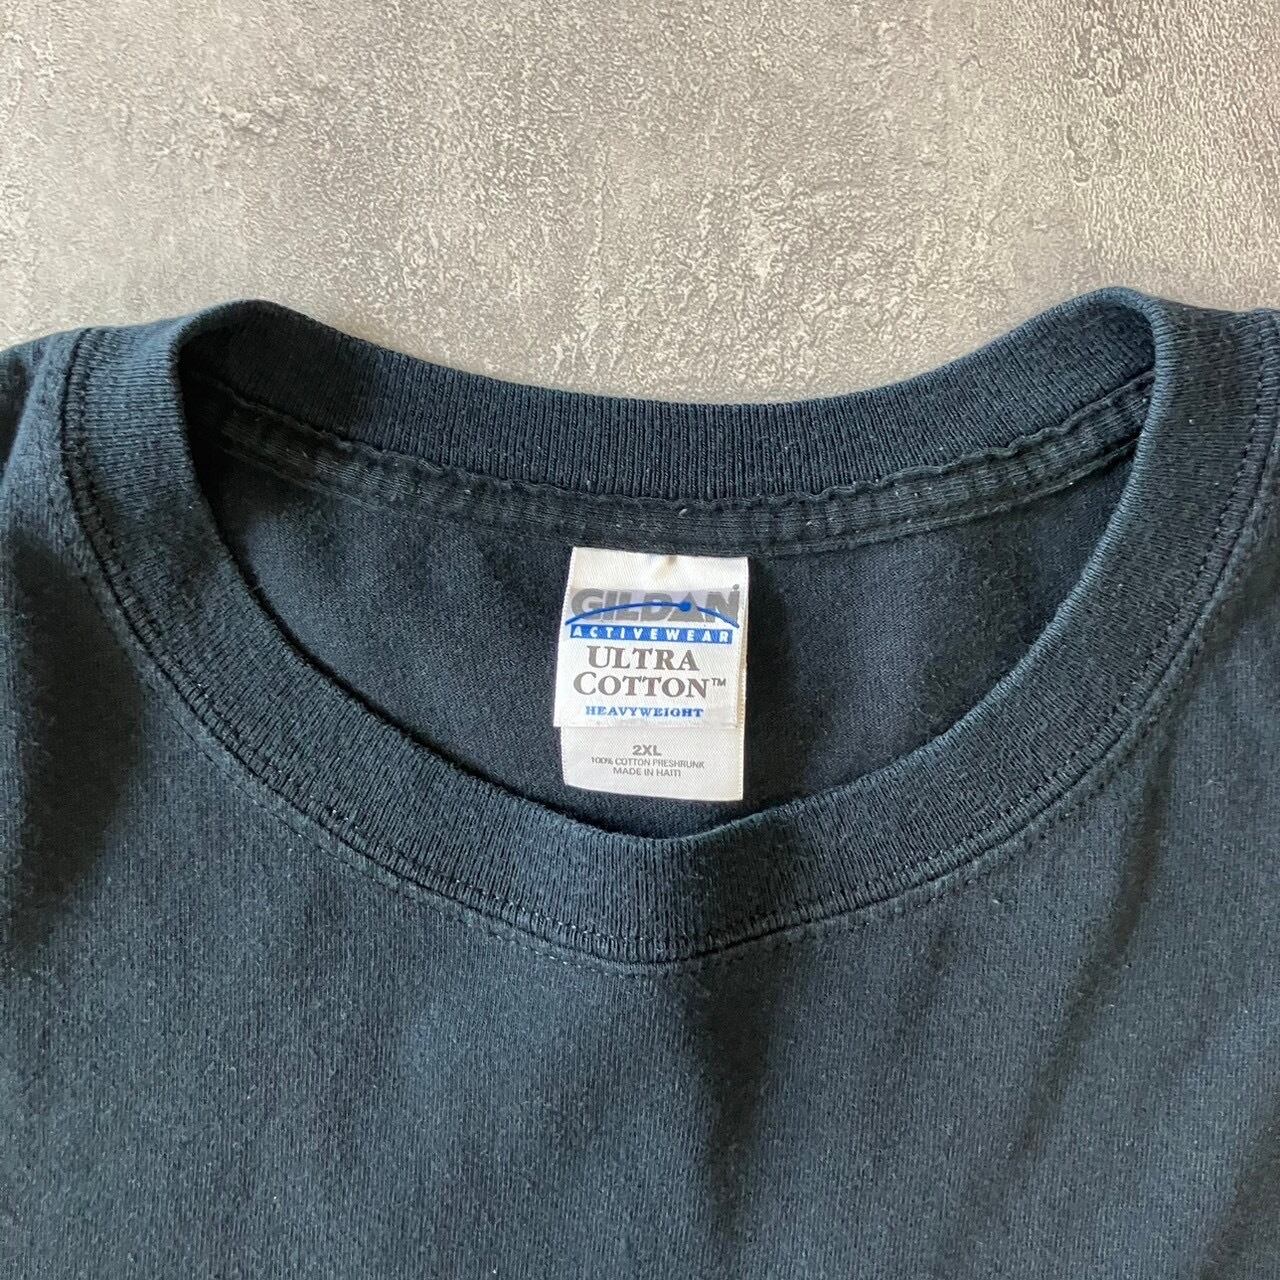 GILDAN
ACTIVEWEAR
ULTRA
COTTON™
HEAVYWEIGHT
2XL
100% COTTON PRESHRUNK
MADE IN HAITI